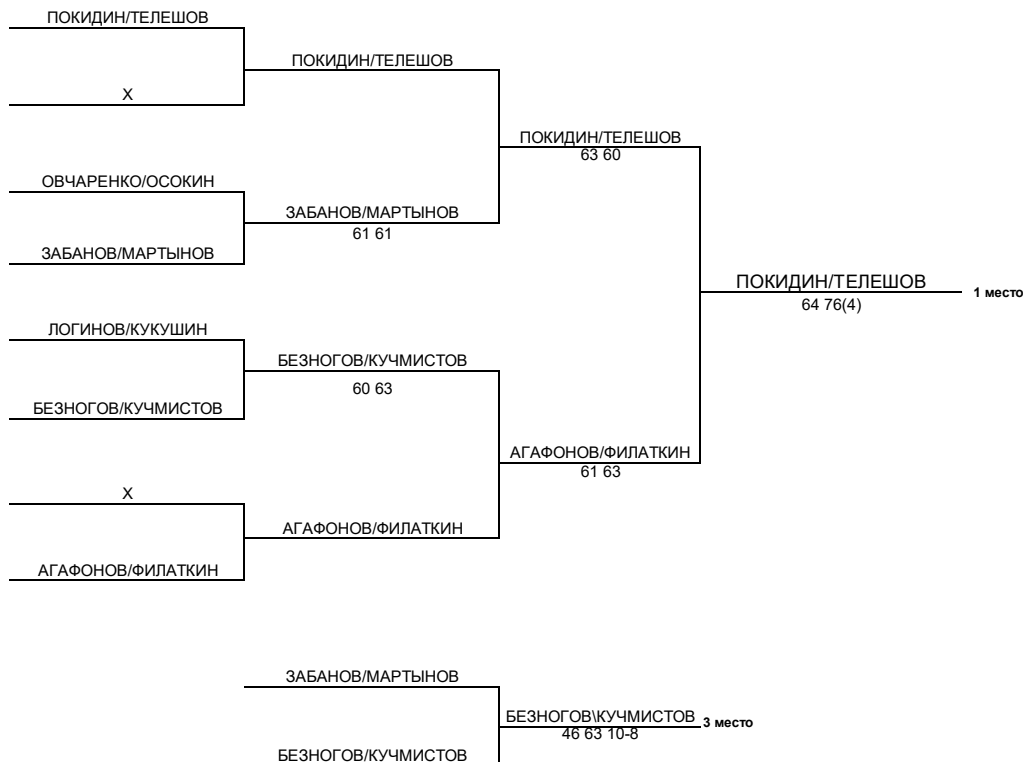 ПОКИДИН/ТЕЛЕШОВ
ПОКИДИН/ТЕЛЕШОВ
X
ПОКИДИН/ТЕЛЕШОВ
63 60
ОВЧАРЕНКО/ОСОКИН
ЗАБАНОВ/МАРТЫНОВ
61 61
ЗАБАНОВ/МАРТЫНОВ
ПОКИДИН/ТЕЛЕШОВ
1 место
64 76(4)
ЛОГИНОВ/КУКУШИН
БЕЗНОГОВ/КУЧМИСТОВ
60 63
БЕЗНОГОВ/КУЧМИСТОВ
АГАФОНОВ/ФИЛАТКИН
61 63
X
АГАФОНОВ/ФИЛАТКИН
АГАФОНОВ/ФИЛАТКИН
ЗАБАНОВ/МАРТЫНОВ
БЕЗНОГОВ\КУЧМИСТОВ
3 место
46 63 10-8
БЕЗНОГОВ/КУЧМИСТОВ